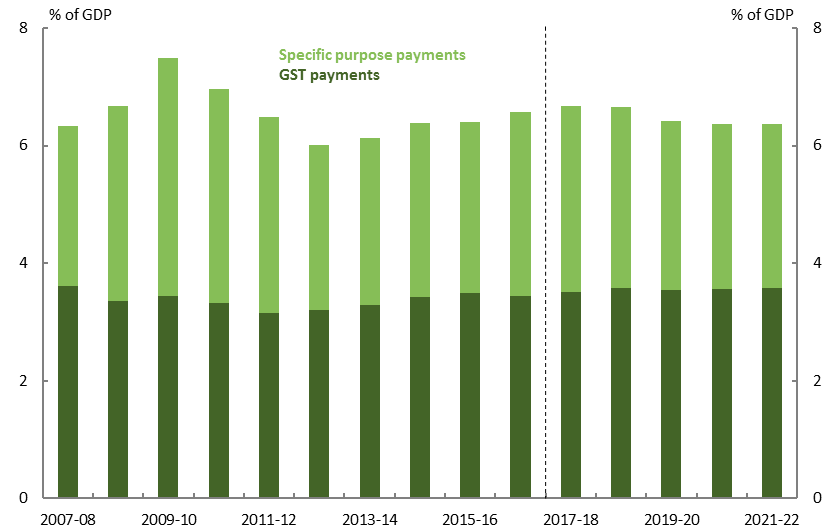 % of GDP % of GDP
Specific purpose payments
GST payments
8 8
6 6
4 4
2 2
0 0
2007-08 2009-10 2011-12 2013-14 2015-16 2017-18 2019-20 2021-22